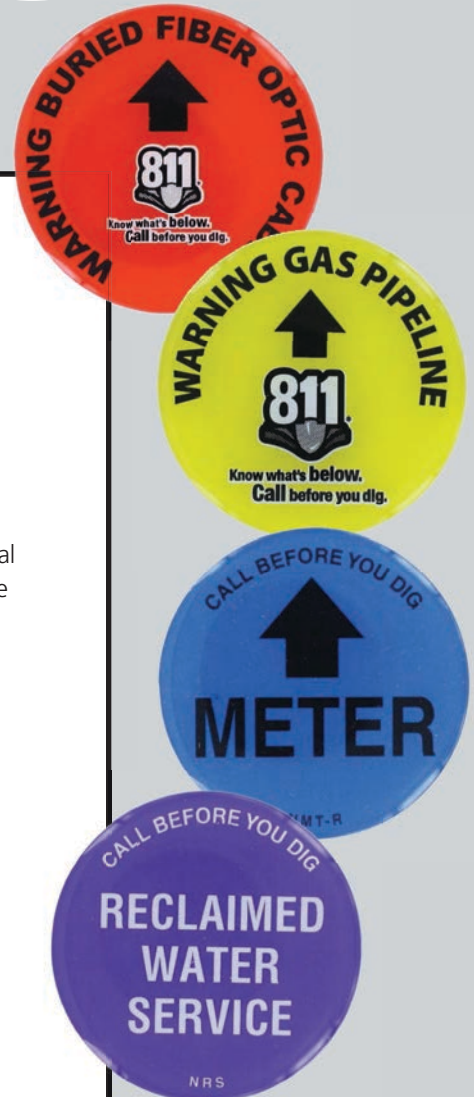 WARNING BURIED FIBER OPTIC
811
Know what's below.
Call before you dig.
al
e
WARNING GAS PIPELINE
811
Know what's below.
Call before you dig.
CALL BEFORE YOU DIG
METER
MT-R
CALL BEFORE YOU DIG
RECLAIMED
WATER
SERVICE
NRS